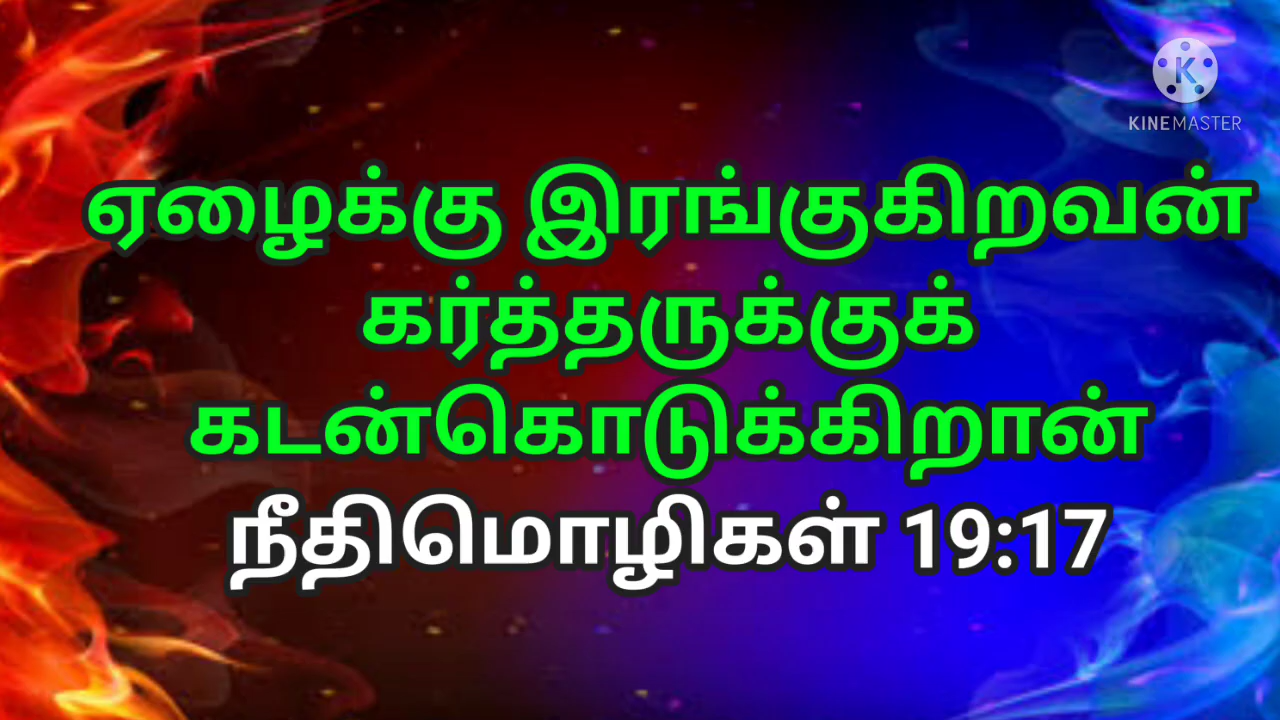 KINEMASTER
ஏழைக்கு இரங்குகிறவன்
கர்த்தருக்குக்
கடன்கொடுக்கிறான்
நீதிமொழிகள் 19:17